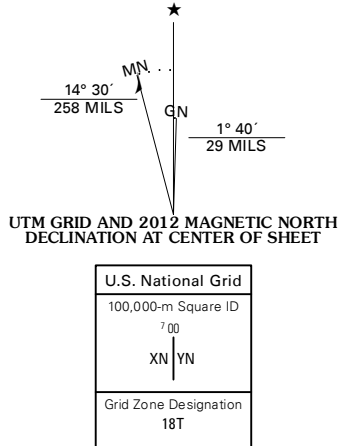 ★
MN
14° 30´
258 MILS
GN
1° 40´
29 MILS
UTM GRID AND 2012 MAGNETIC NORTH
DECLINATION AT CENTER OF SHEET
U.S. National Grid
100,000-m Square ID
7 00
XN YN
Grid Zone Designation
18T